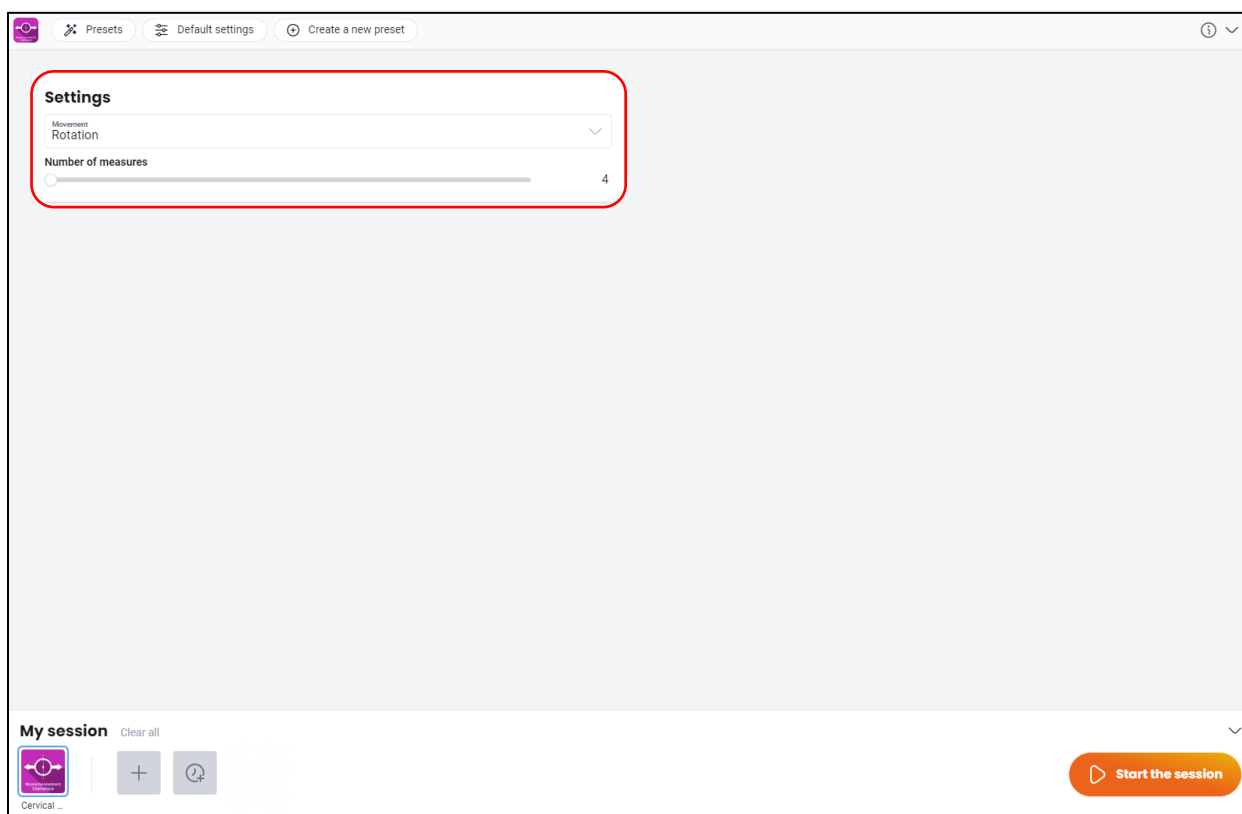 Presets
Default settings
Create a new preset
Settings
Movement
Rotation
Number of measures
4
My session Clear all
Cervical ...
Start the session